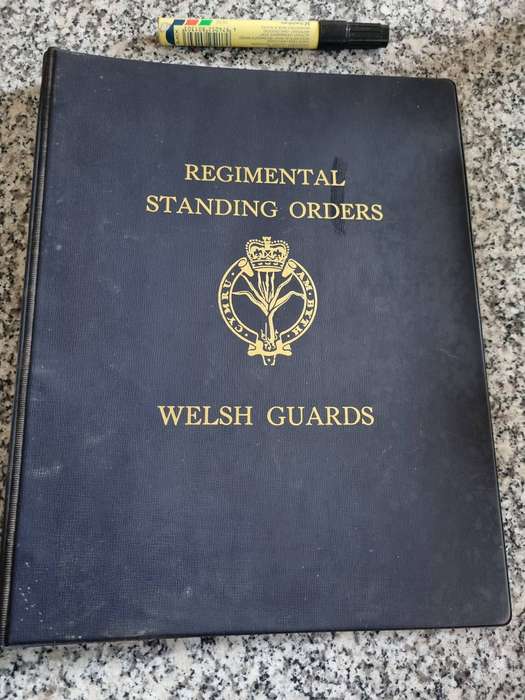 REGIMENTAL
STANDING ORDERS
CYMRU · AM · BYTH
WELSH GUARDS